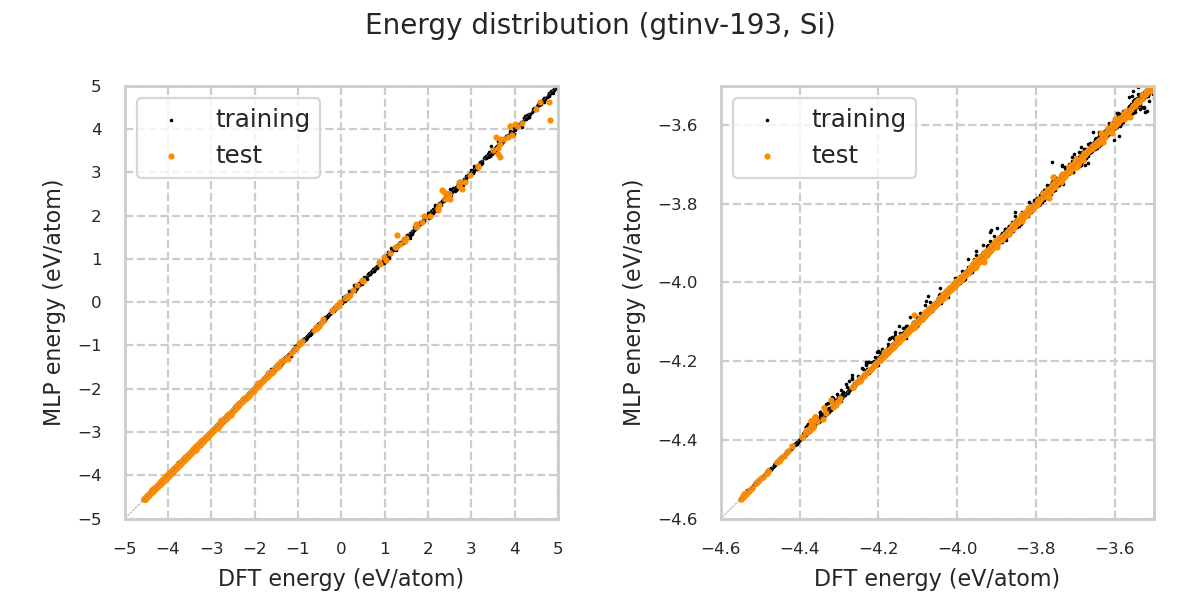 Energy distribution (gtinv-193, Si)
training
test
5
4
3
2
1
0
−1
−2
−3
−4
−5
−5 −4 −3 −2 −1 0 1 2 3 4 5
MLP energy (eV/atom)
DFT energy (eV/atom)
training
test
−3.6
−3.8
−4.0
−4.2
−4.4
−4.6
−4.6 −4.4 −4.2 −4.0 −3.8 −3.6
MLP energy (eV/atom)
DFT energy (eV/atom)